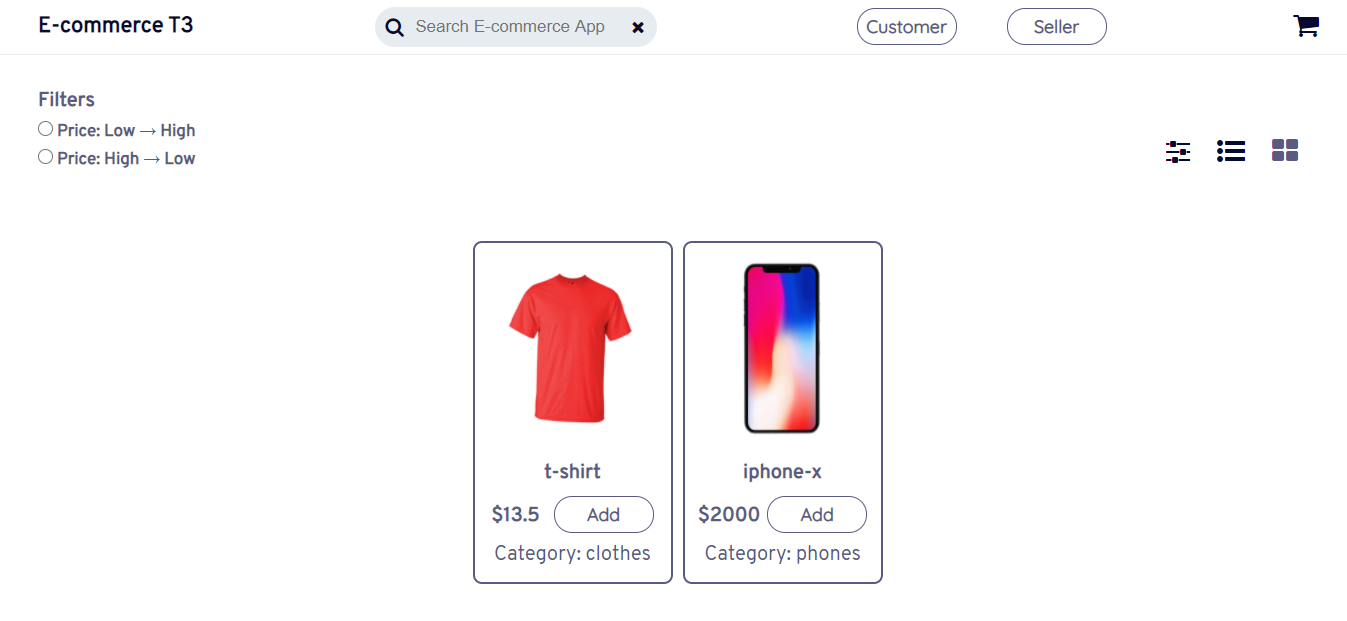 E-commerce T3
Search E-commerce App
Customer
Seller
Filters
Price: Low → High
Price: High → Low
t-shirt
$13.5
Add
Category: clothes
iphone-x
$2000
Add
Category: phones